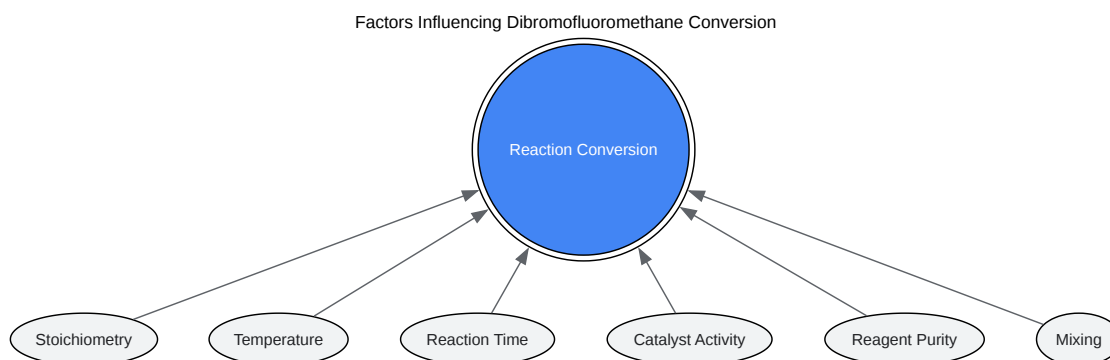 Factors Influencing Dibromofluoromethane Conversion
Reaction Conversion
Stoichiometry
Temperature
Reaction Time
Catalyst Activity
Reagent Purity
Mixing